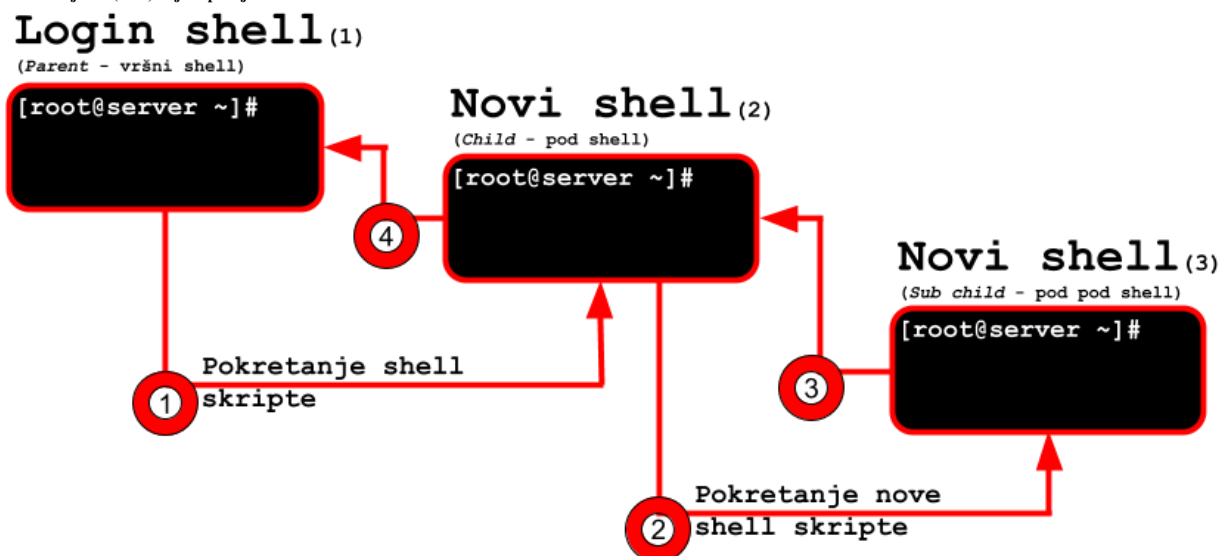 Login shell(1)
(Parent - vršni shell)
[root@server ~]#
Novi shell(2)
(Child - pod shell)
[root@server ~]#
4
Novi shell(3)
(Sub child - pod pod shell)
[root@server ~]#
Pokretanje shell
skripte
1
3
Pokretanje nove
shell skripte
2